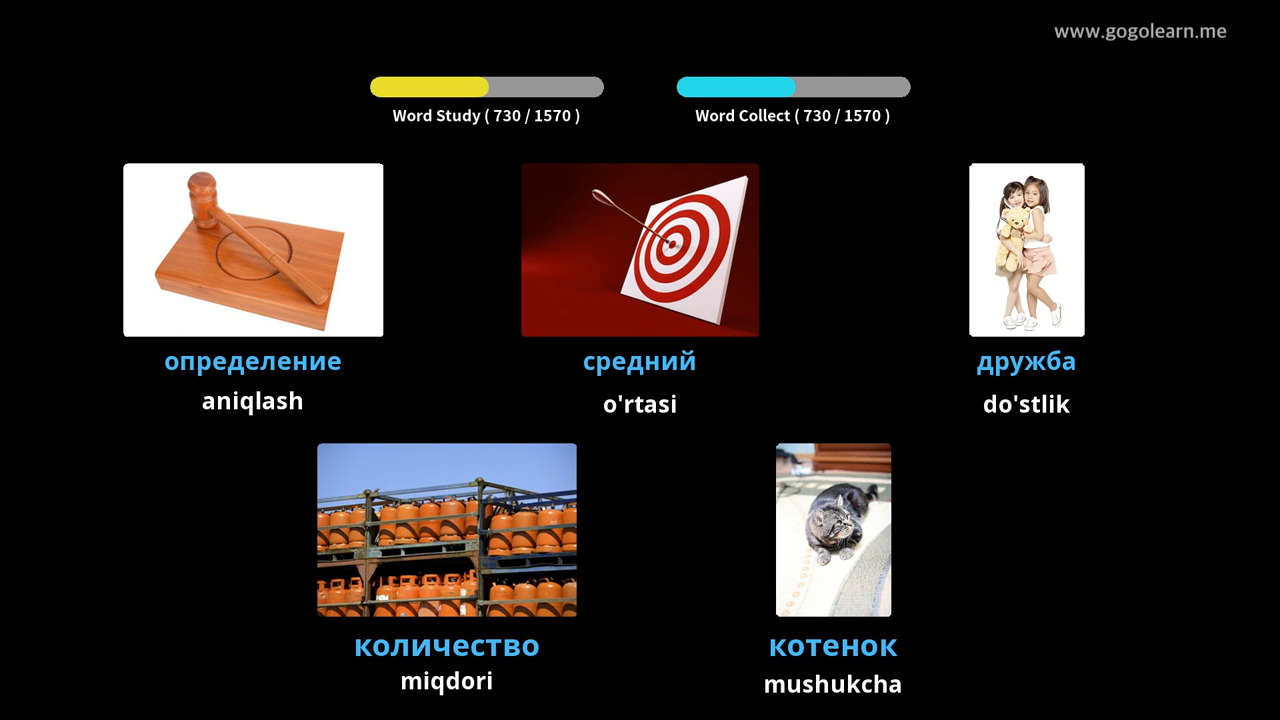 www.gogolearn.me
Word Study ( 730 / 1570 )
Word Collect ( 730 / 1570 )
определение
средний
дружба
aniqlash
o'rtasi
do'stlik
количество
котенок
miqdori
mushukcha